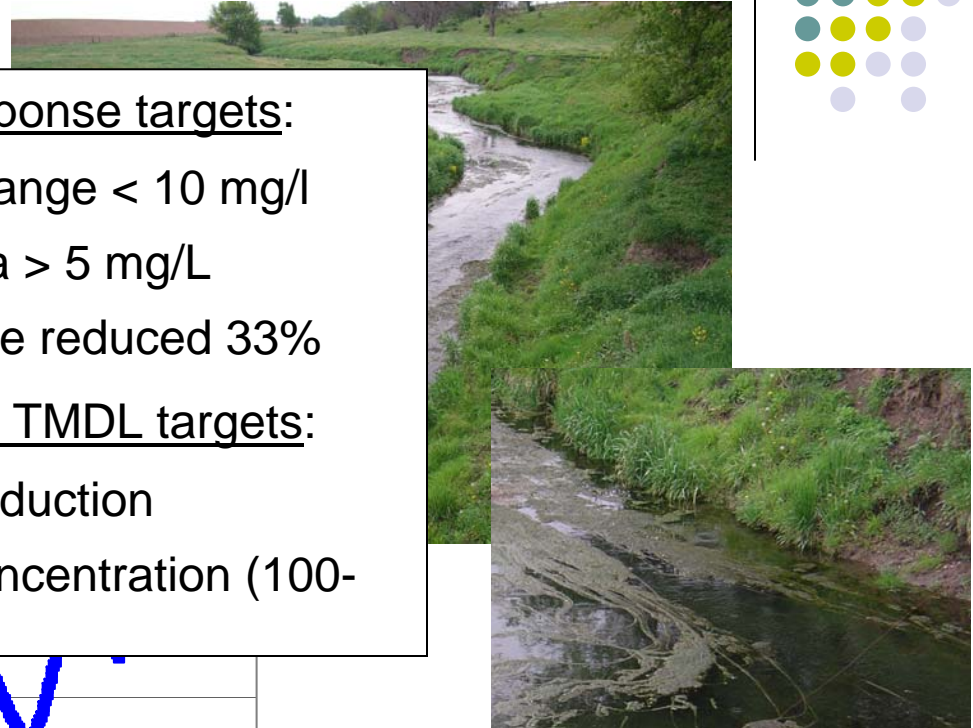 ponse targets:
ange < 10 mg/l
a > 5 mg/L
e reduced 33%
TMDL targets:
duction
ncentration (100-